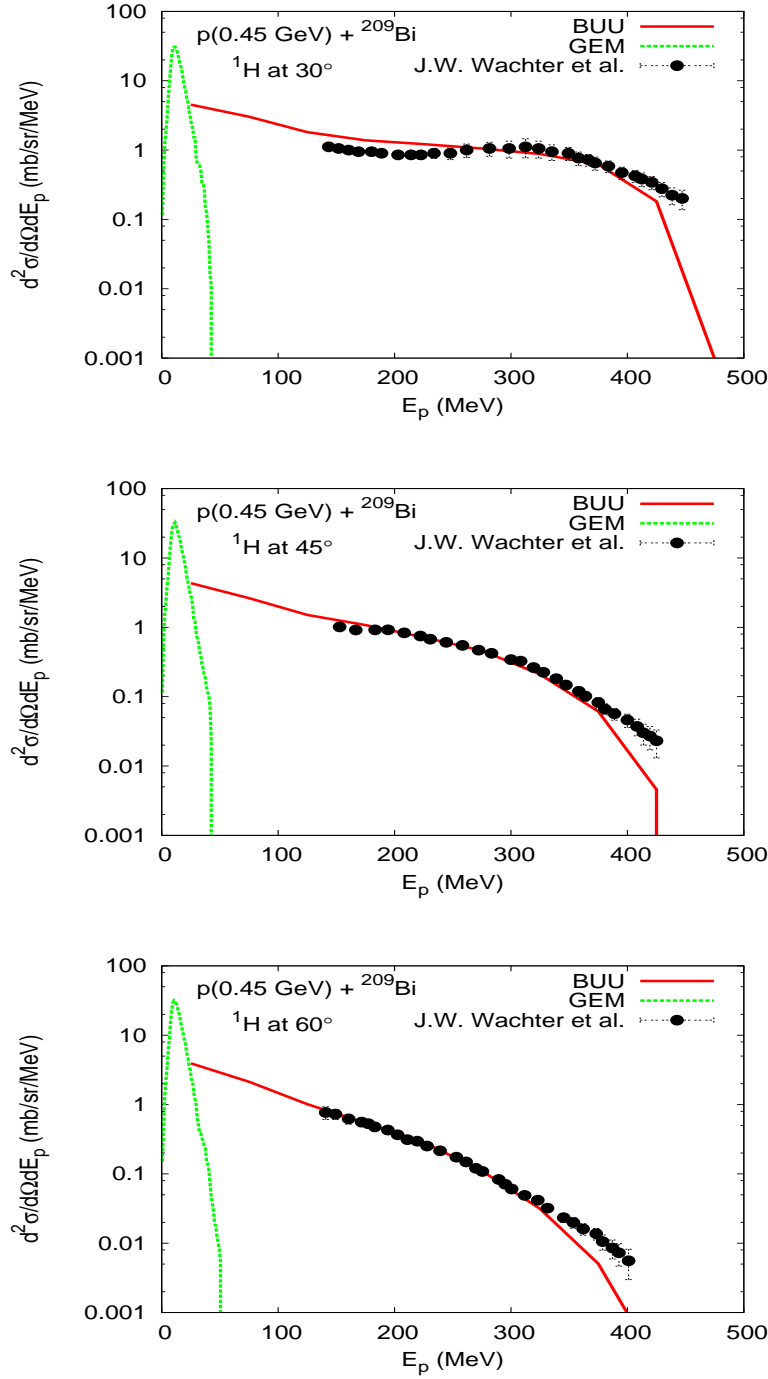 100
10
1
0.1
0.01
0.001
0 100 200 300 400 500
d²σ/dΩdEₚ (mb/sr/MeV)
Eₚ (MeV)
p(0.45 GeV) + ²⁰⁹Bi
¹H at 30°
BUU
GEM
J.W. Wachter et al.
100
10
1
0.1
0.01
0.001
0 100 200 300 400 500
d²σ/dΩdEₚ (mb/sr/MeV)
Eₚ (MeV)
p(0.45 GeV) + ²⁰⁹Bi
¹H at 45°
BUU
GEM
J.W. Wachter et al.
100
10
1
0.1
0.01
0.001
0 100 200 300 400 500
d²σ/dΩdEₚ (mb/sr/MeV)
Eₚ (MeV)
p(0.45 GeV) + ²⁰⁹Bi
¹H at 60°
BUU
GEM
J.W. Wachter et al.